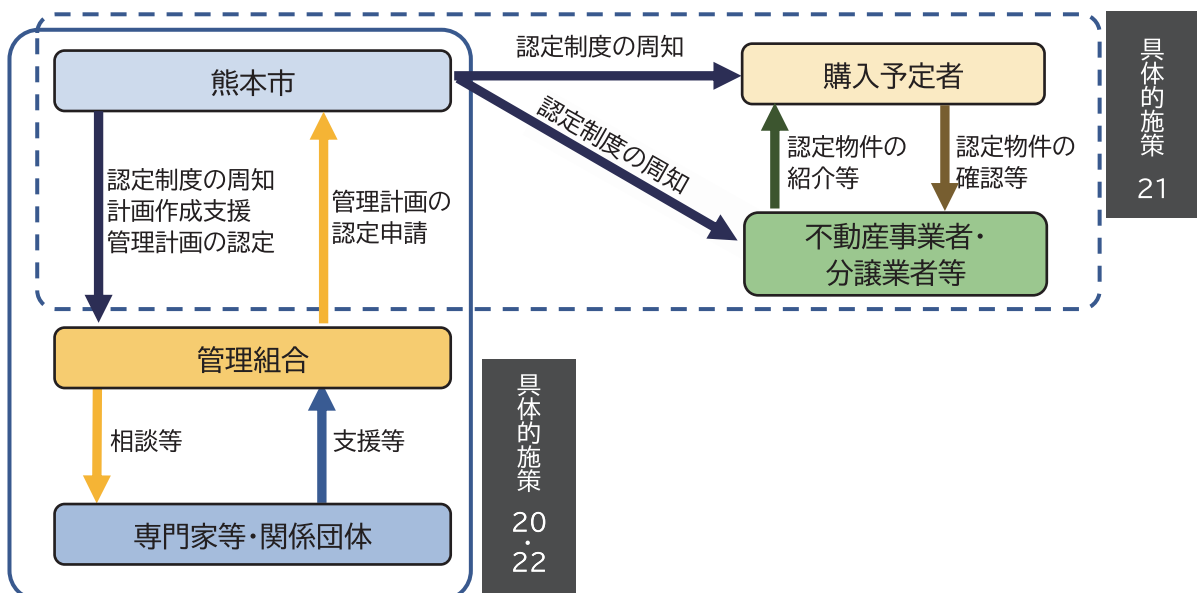 熊本市
認定制度の周知
購入予定者
具体的施策 21
認定制度の周知
認定物件の
紹介等
認定物件の
確認等
認定制度の周知
計画作成支援
管理計画の認定
管理計画の
認定申請
不動産事業者・
分譲業者等
管理組合
具体的施策 20・22
相談等
支援等
専門家等・関係団体